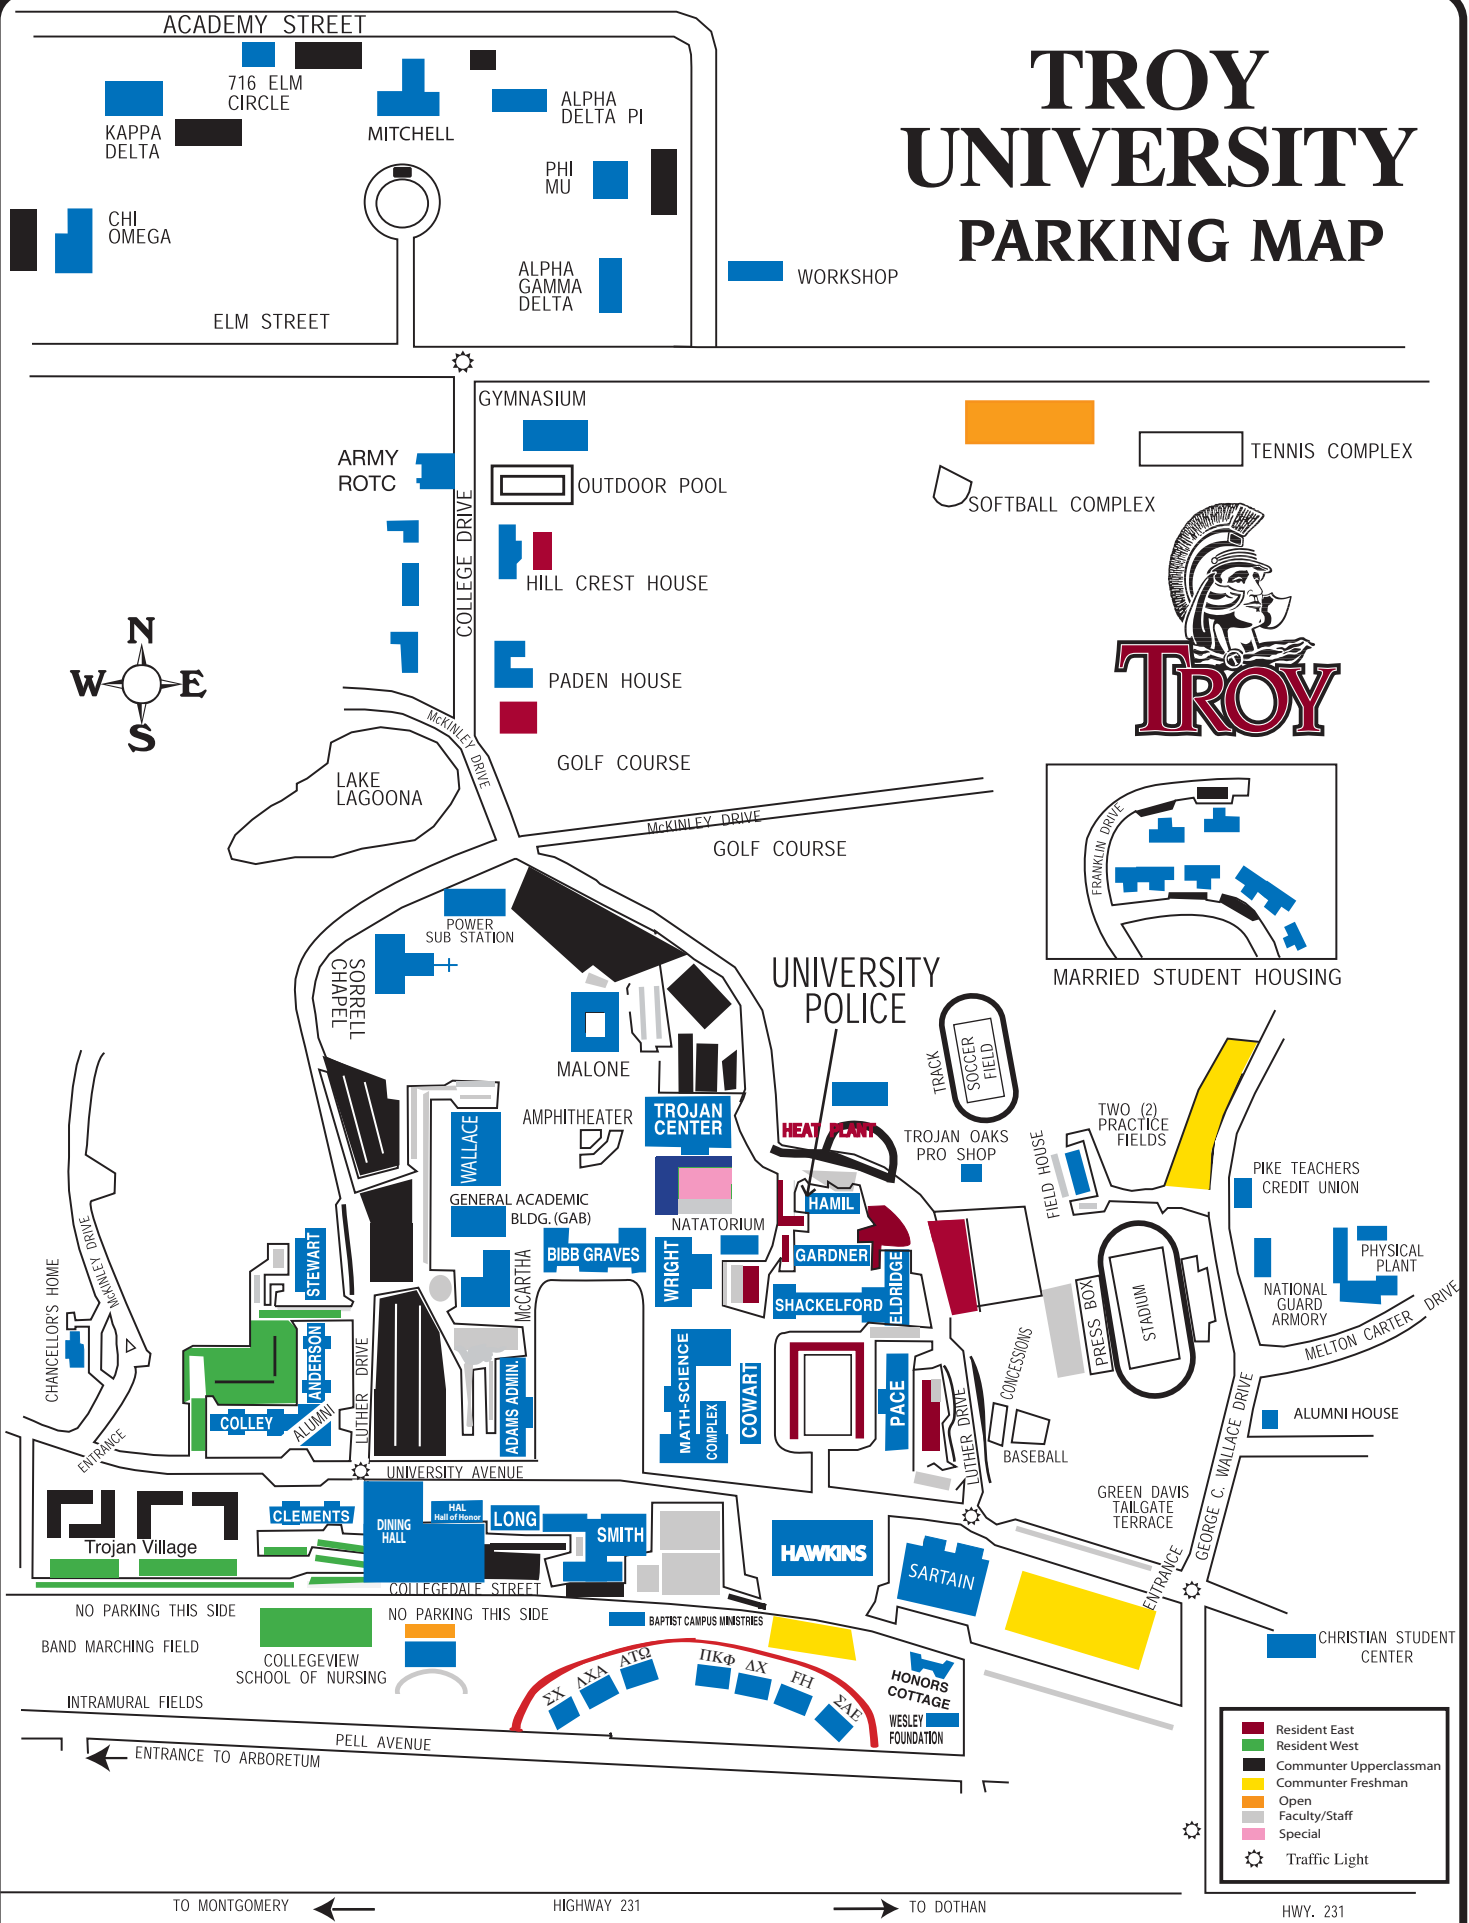 ACADEMY STREET
TROY
UNIVERSITY
PARKING MAP
716 ELM
CIRCLE
KAPPA
DELTA
MITCHELL
ALPHA
DELTA PI
PHI
MU
CHI
OMEGA
ALPHA
GAMMA
DELTA
WORKSHOP
ELM STREET
GYMNASIUM
ARMY
ROTC
OUTDOOR POOL
TENNIS COMPLEX
SOFTBALL COMPLEX
COLLEGE DRIVE
HILL CREST HOUSE
N
W E
S
PADEN HOUSE
TROY
McKINLEY DRIVE
GOLF COURSE
LAKE
LAGOONA
McKINLEY DRIVE
GOLF COURSE
FRANKLIN DRIVE
MARRIED STUDENT HOUSING
POWER
SUB STATION
SORRELL
CHAPEL
UNIVERSITY
POLICE
MALONE
TRACK
SOCCER
FIELD
AMPHITHEATER
TROJAN
CENTER
HEAT PLANT
TROJAN OAKS
PRO SHOP
TWO (2)
PRACTICE
FIELDS
FIELD HOUSE
WALLACE
GENERAL ACADEMIC
BLDG. (GAB)
NATATORIUM
HAMIL
PIKE TEACHERS
CREDIT UNION
McKINLEY DRIVE
CHANCELLOR'S HOME
STEWART
McCARTHA
BIBB GRAVES
WRIGHT
GARDNER
SHACKELFORD
ELDRIDGE
PHYSICAL
PLANT
NATIONAL
GUARD
ARMORY
MELTON CARTER DRIVE
PRESS BOX
STADIUM
ANDERSON
LUTHER DRIVE
COLLEY
ALUMNI
ADAMS ADMIN.
MATH-SCIENCE
COMPLEX
COWART
PACE
LUTHER DRIVE
CONCESSIONS
BASEBALL
ALUMNI HOUSE
GEORGE C. WALLACE DRIVE
ENTRANCE
UNIVERSITY AVENUE
GREEN DAVIS
TAILGATE
TERRACE
ENTRANCE
CLEMENTS
DINING
HALL
HAL
Hall of Honor
LONG
SMITH
HAWKINS
SARTAIN
Trojan Village
COLLEGEDALE STREET
NO PARKING THIS SIDE
NO PARKING THIS SIDE
BAPTIST CAMPUS MINISTRIES
BAND MARCHING FIELD
COLLEGEVIEW
SCHOOL OF NURSING
CHRISTIAN STUDENT
CENTER
ΣΧ
ΛΧΑ
ΑΤΩ
ΠΚΦ
ΔΧ
FH
ΣΑΕ
HONORS
COTTAGE
WESLEY
FOUNDATION
INTRAMURAL FIELDS
PELL AVENUE
ENTRANCE TO ARBORETUM
Resident East
Resident West
Communter Upperclassman
Communter Freshman
Open
Faculty/Staff
Special
Traffic Light
TO MONTGOMERY
HIGHWAY 231
TO DOTHAN
HWY. 231